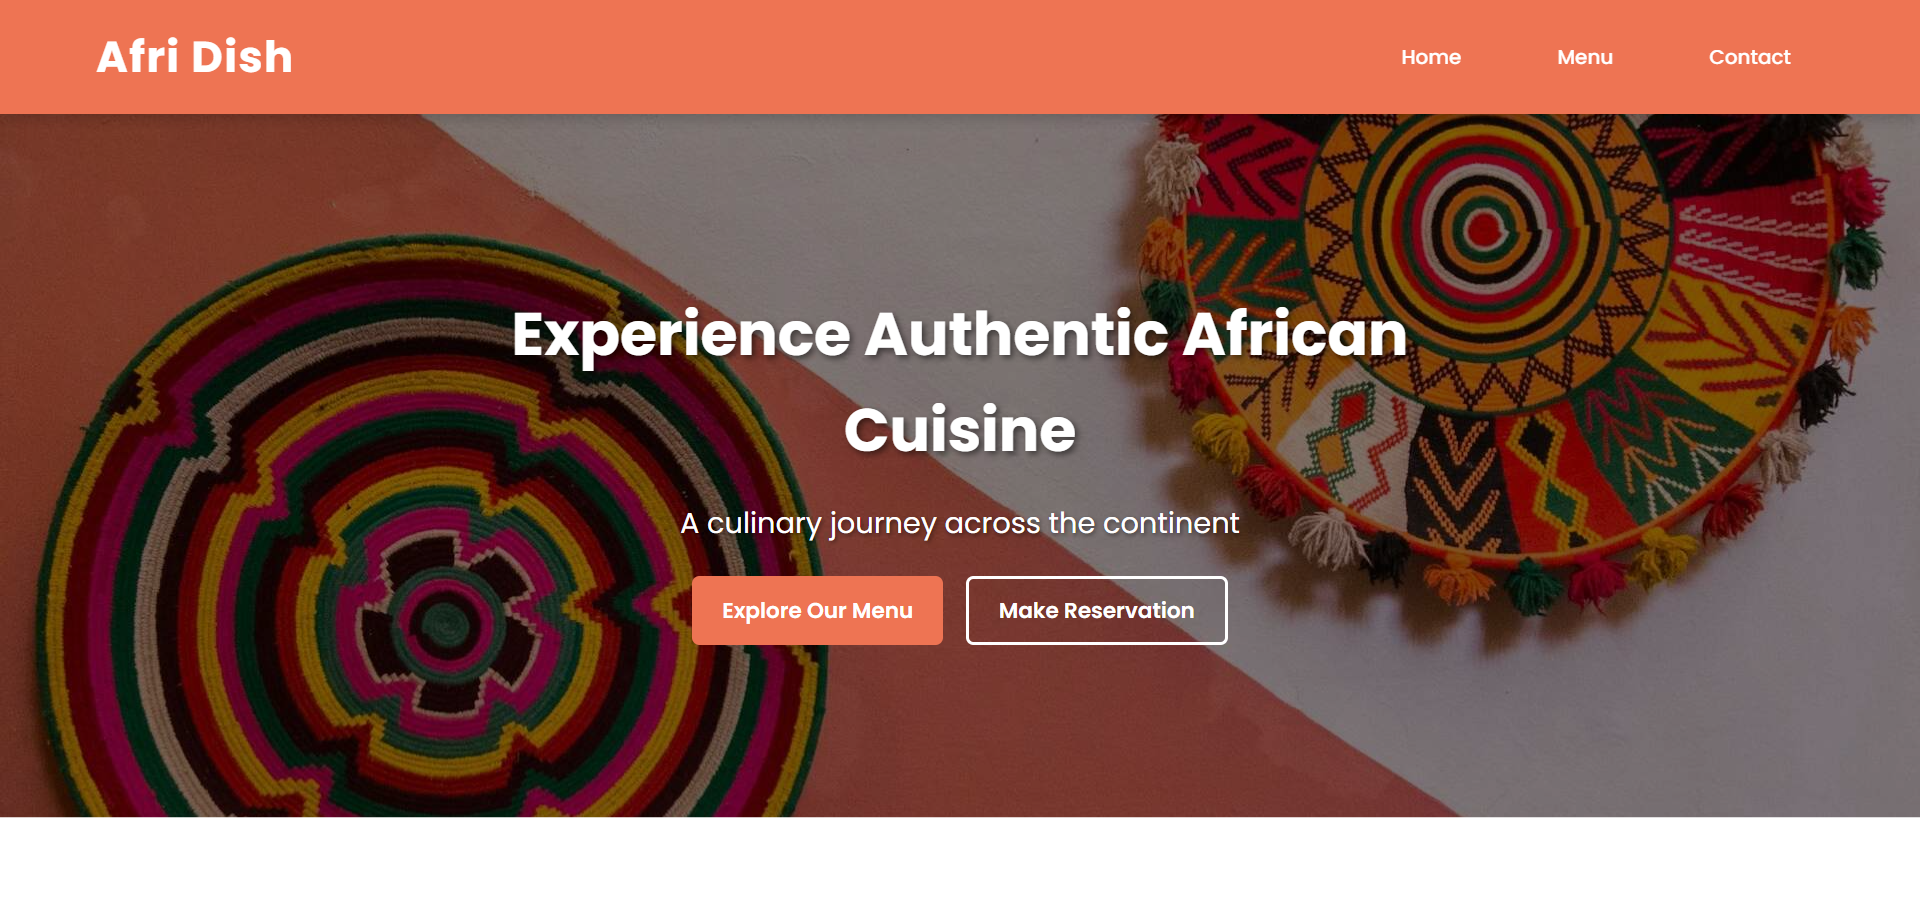 Afri Dish
Home Menu Contact
Experience Authentic African
Cuisine
A culinary journey across the continent
Explore Our Menu Make Reservation